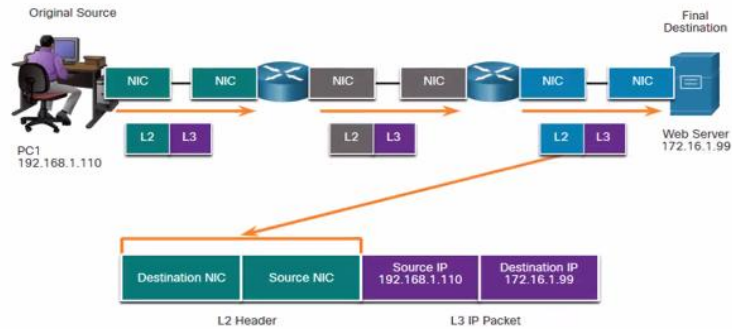 Original Source
Final
Destination
NIC
NIC
NIC
NIC
NIC
NIC
L2 L3
L2 L3
L2 L3
PC1
192.168.1.110
Web Server
172.16.1.99
Destination NIC
Source NIC
Source IP
192.168.1.110
Destination IP
172.16.1.99
L2 Header
L3 IP Packet